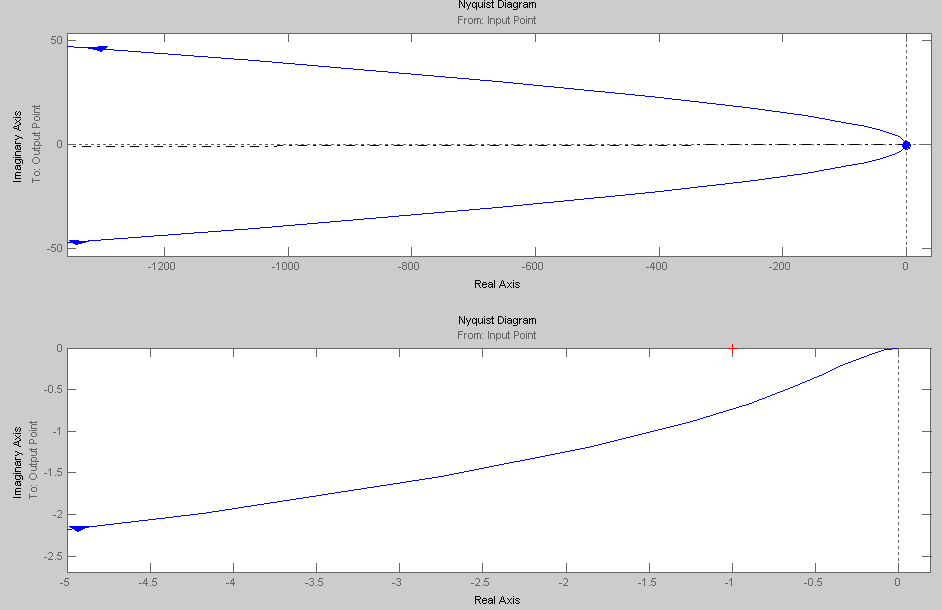 Nyquist Diagram
From: Input Point
50
0
-50
Imaginary Axis
To: Output Point
-1200 -1000 -800 -600 -400 -200 0
Real Axis
Nyquist Diagram
From: Input Point
0
-0.5
-1
-1.5
-2
-2.5
Imaginary Axis
To: Output Point
-5 -4.5 -4 -3.5 -3 -2.5 -2 -1.5 -1 -0.5 0
Real Axis